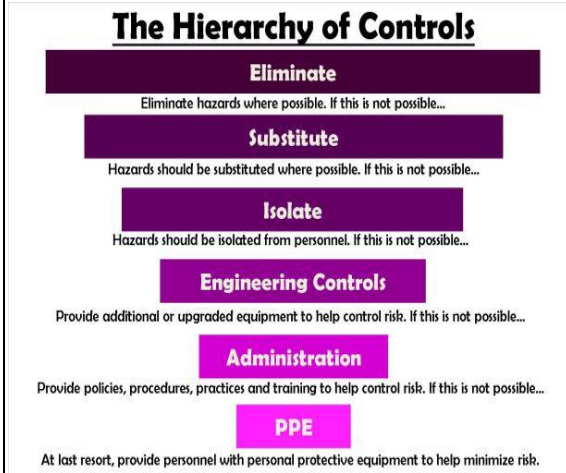 The Hierarchy of Controls
Eliminate
Eliminate hazards where possible. If this is not possible...
Substitute
Hazards should be substituted where possible. If this is not possible...
Isolate
Hazards should be isolated from personnel. If this is not possible...
Engineering Controls
Provide additional or upgraded equipment to help control risk. If this is not possible...
Administration
Provide policies, procedures, practices and training to help control risk. If this is not possible...
PPE
At last resort, provide personnel with personal protective equipment to help minimize risk.